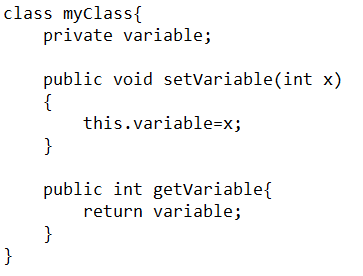 class myClass{
    private variable;

    public void setVariable(int x)
    {
        this.variable=x;
    }

    public int getVariable{
        return variable;
    }
}